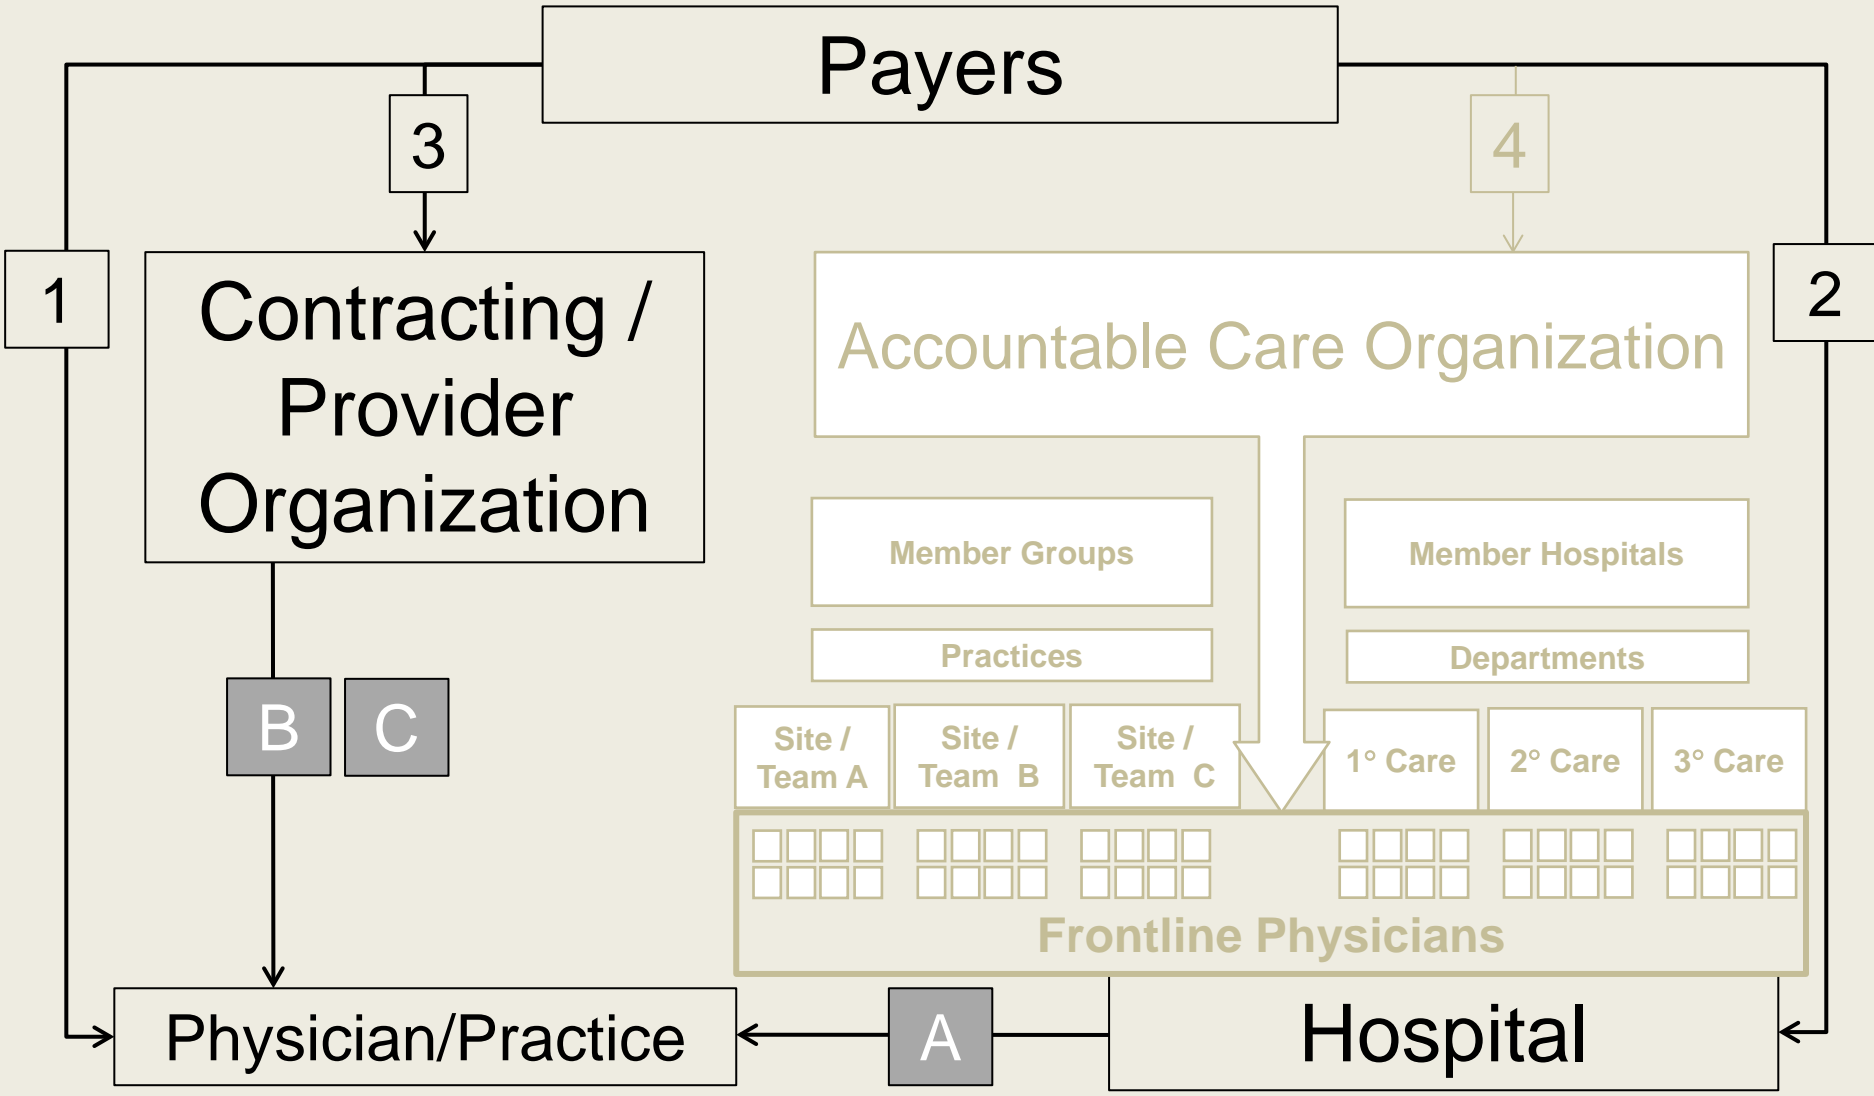 Payers
3
4
1
2
Contracting /
Provider
Organization
Accountable Care Organization
Member Groups
Member Hospitals
Practices
Departments
B
C
Site /
Team A
Site /
Team  B
Site /
Team  C
1° Care
2° Care
3° Care
Frontline Physicians
Physician/Practice
A
Hospital